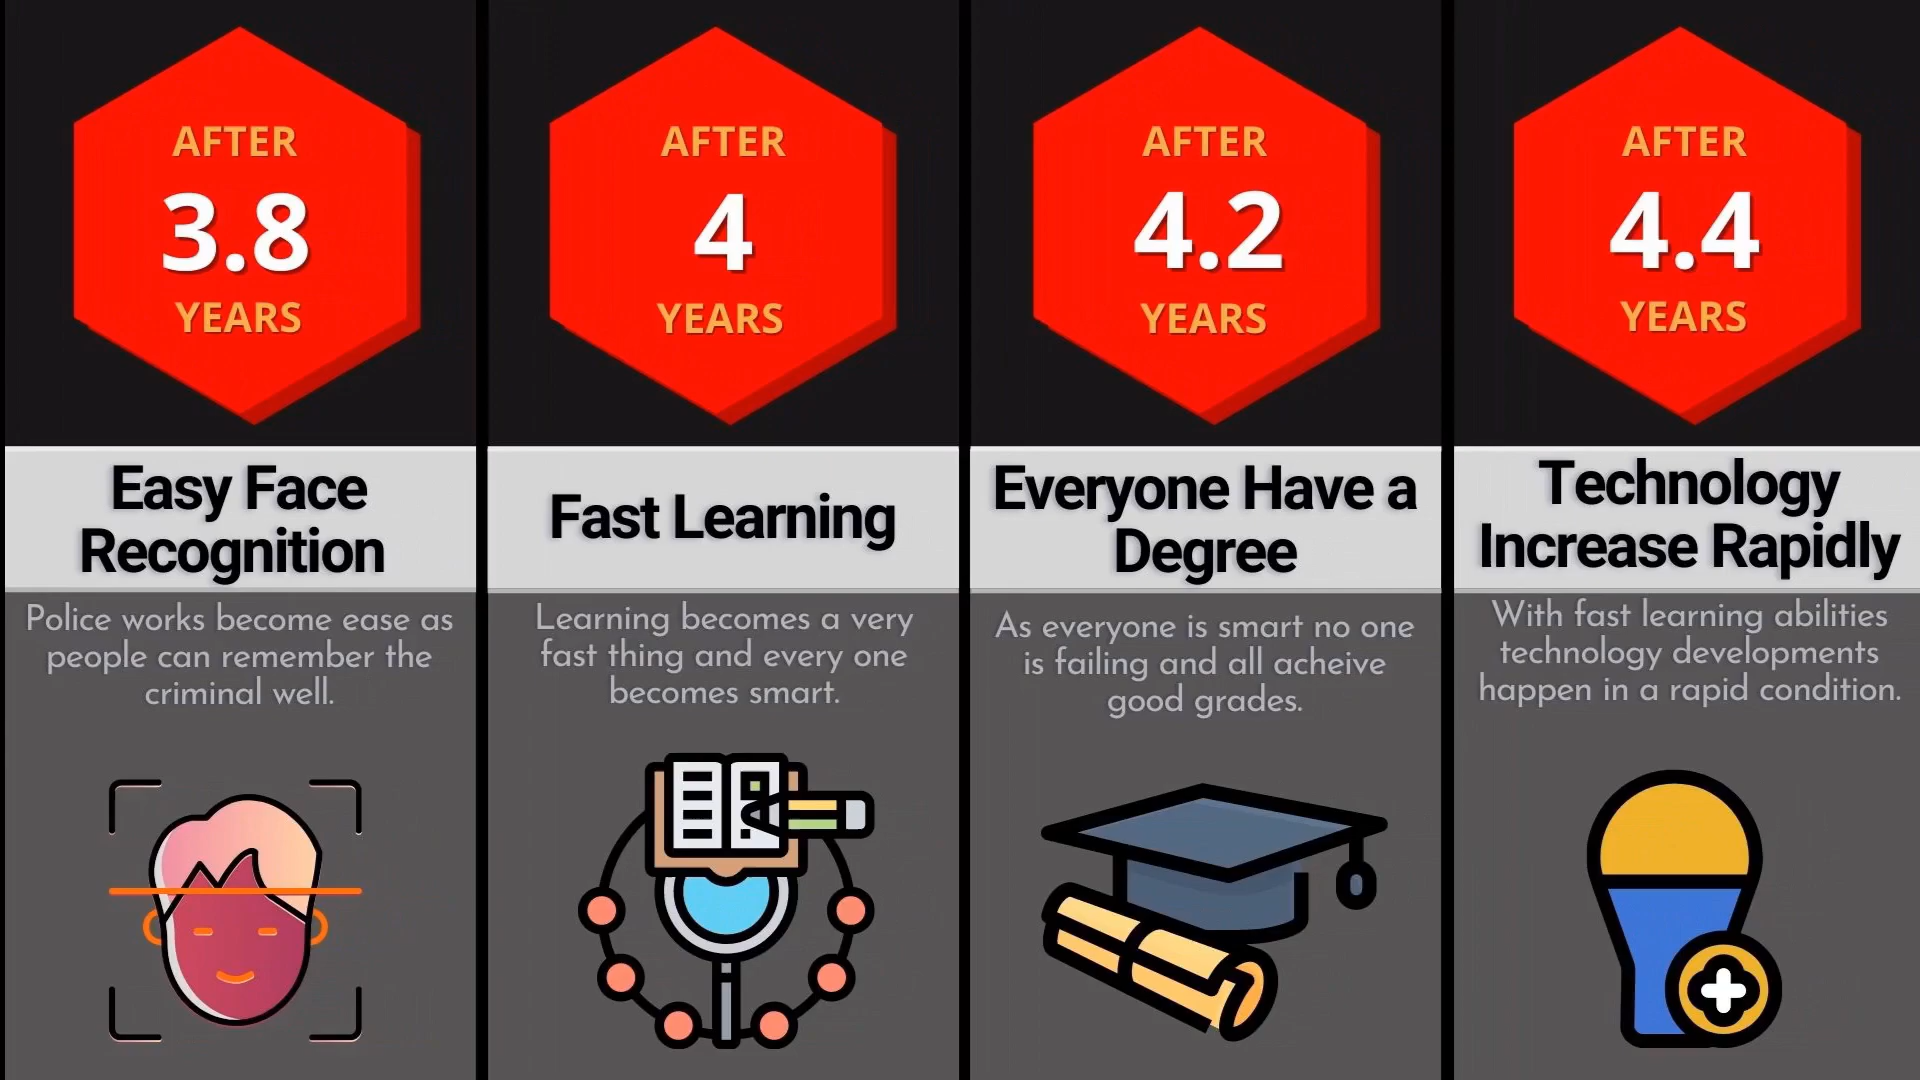 AFTER
3.8
YEARS
Easy Face
Recognition
Police works become ease as
people can remember the
criminal well.
AFTER
4
YEARS
Fast Learning
Learning becomes a very
fast thing and every one
becomes smart.
AFTER
4.2
YEARS
Everyone Have a
Degree
As everyone is smart no one
is failing and all acheive
good grades.
AFTER
4.4
YEARS
Technology
Increase Rapidly
With fast learning abilities
technology developments
happen in a rapid condition.